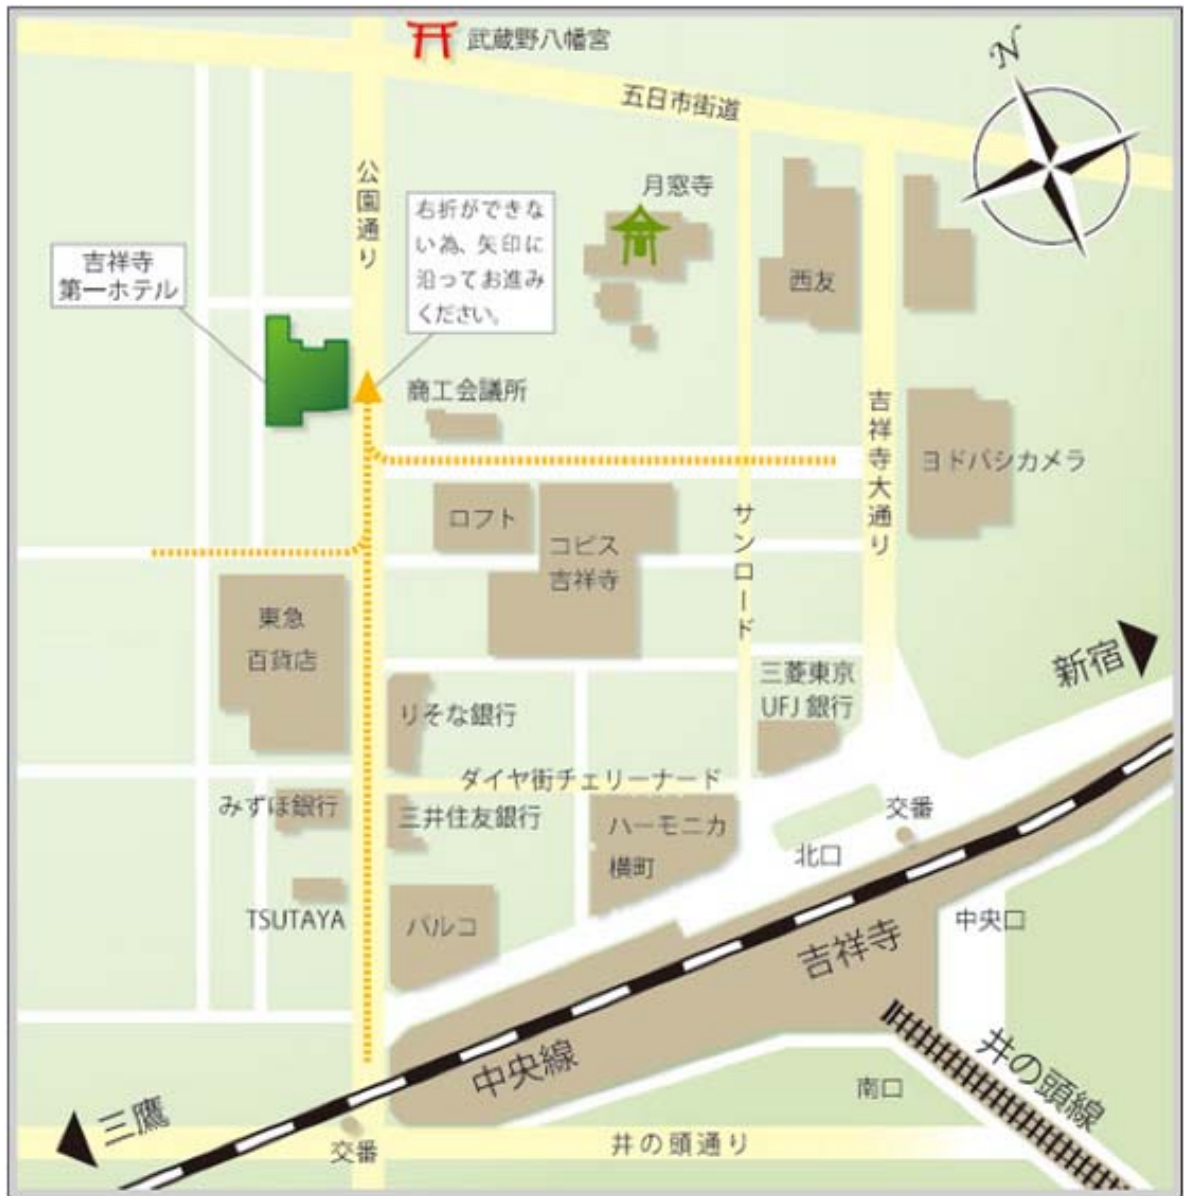 武蔵野八幡宮
N
五日市街道
公園通り
月窓寺
右折ができな
い為、矢印に
沿ってお進み
ください。
吉祥寺
第一ホテル
西友
商工会議所
吉祥寺大通り
ヨドバシカメラ
ロフト
コピス
吉祥寺
サンロード
東急
百貨店
新宿
三菱東京
UFJ 銀行
りそな銀行
ダイヤ街チェリーナード
みずほ銀行
三井住友銀行
ハーモニカ
横町
交番
北口
TSUTAYA
パルコ
中央口
吉祥寺
中央線
井の頭線
南口
三鷹
交番
井の頭通り